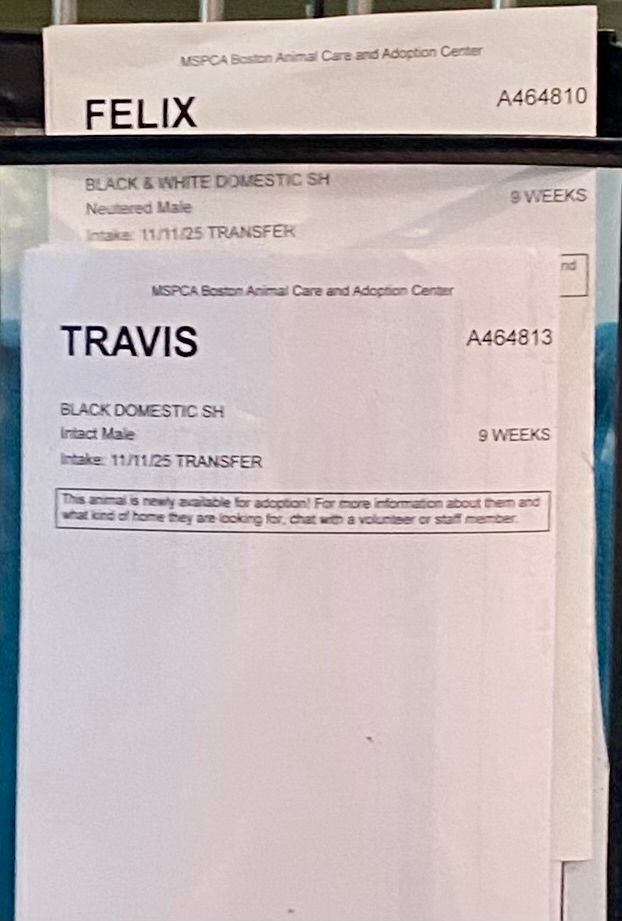 MSPCA Boston Animal Care and Adoption Center
FELIX A464810
BLACK & WHITE DOMESTIC SH
Neutered Male 9 WEEKS
Intake: 11/11/25 TRANSFER
nd
MSPCA Boston Animal Care and Adoption Center
TRAVIS A464813
BLACK DOMESTIC SH
Intact Male 9 WEEKS
Intake: 11/11/25 TRANSFER
This animal is newly available for adoption! For more information about them and
what kind of home they are looking for, chat with a volunteer or staff member.